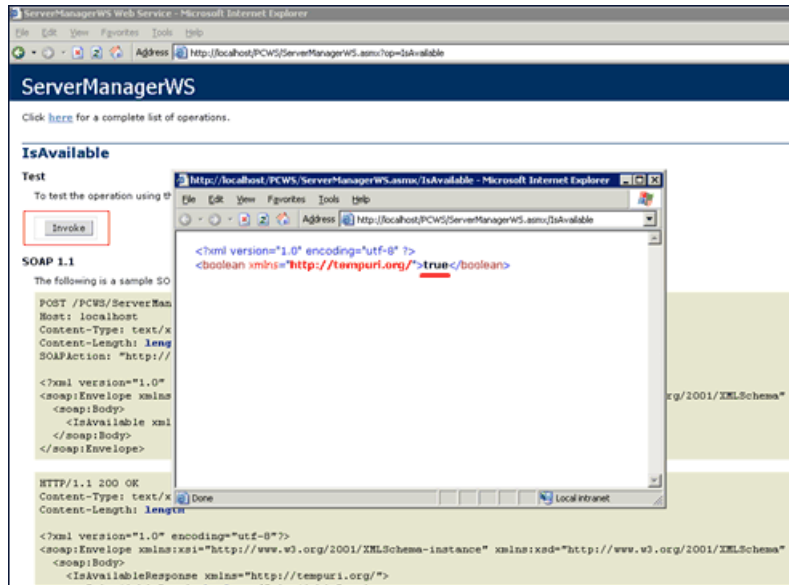 ServerManagerWS Web Service - Microsoft Internet Explorer
File Edit View Favorites Tools Help
Address http://localhost/PCWS/ServerManagerWS.asmx?op=IsAvailable
ServerManagerWS
Click here for a complete list of operations.
IsAvailable
Test
To test the operation using th
Invoke
http://localhost/PCWS/ServerManagerWS.asmx/IsAvailable - Microsoft Internet Explorer
File Edit View Favorites Tools Help
Address http://localhost/PCWS/ServerManagerWS.asmx/IsAvailable
<?xml version="1.0" encoding="utf-8" ?>
<boolean xmlns="http://tempuri.org/">true</boolean>
Done
Local intranet
SOAP 1.1
The following is a sample SO
POST /PCWS/ServerMan
Host: localhost
Content-Type: text/x
Content-Length: leng
SOAPAction: "http://
<?xml version="1.0"
<soap:Envelope xmlns rg/2001/XMLSchema"
<soap:Body>
<IsAvailable xml
</soap:Body>
</soap:Envelope>
HTTP/1.1 200 OK
Content-Type: text/x
Content-Length: length
<?xml version="1.0" encoding="utf-8"?>
<soap:Envelope xmlns:xsi="http://www.w3.org/2001/XMLSchema-instance" xmlns:xsd="http://www.w3.org/2001/XMLSchema"
<soap:Body>
<IsAvailableResponse xmlns="http://tempuri.org/">